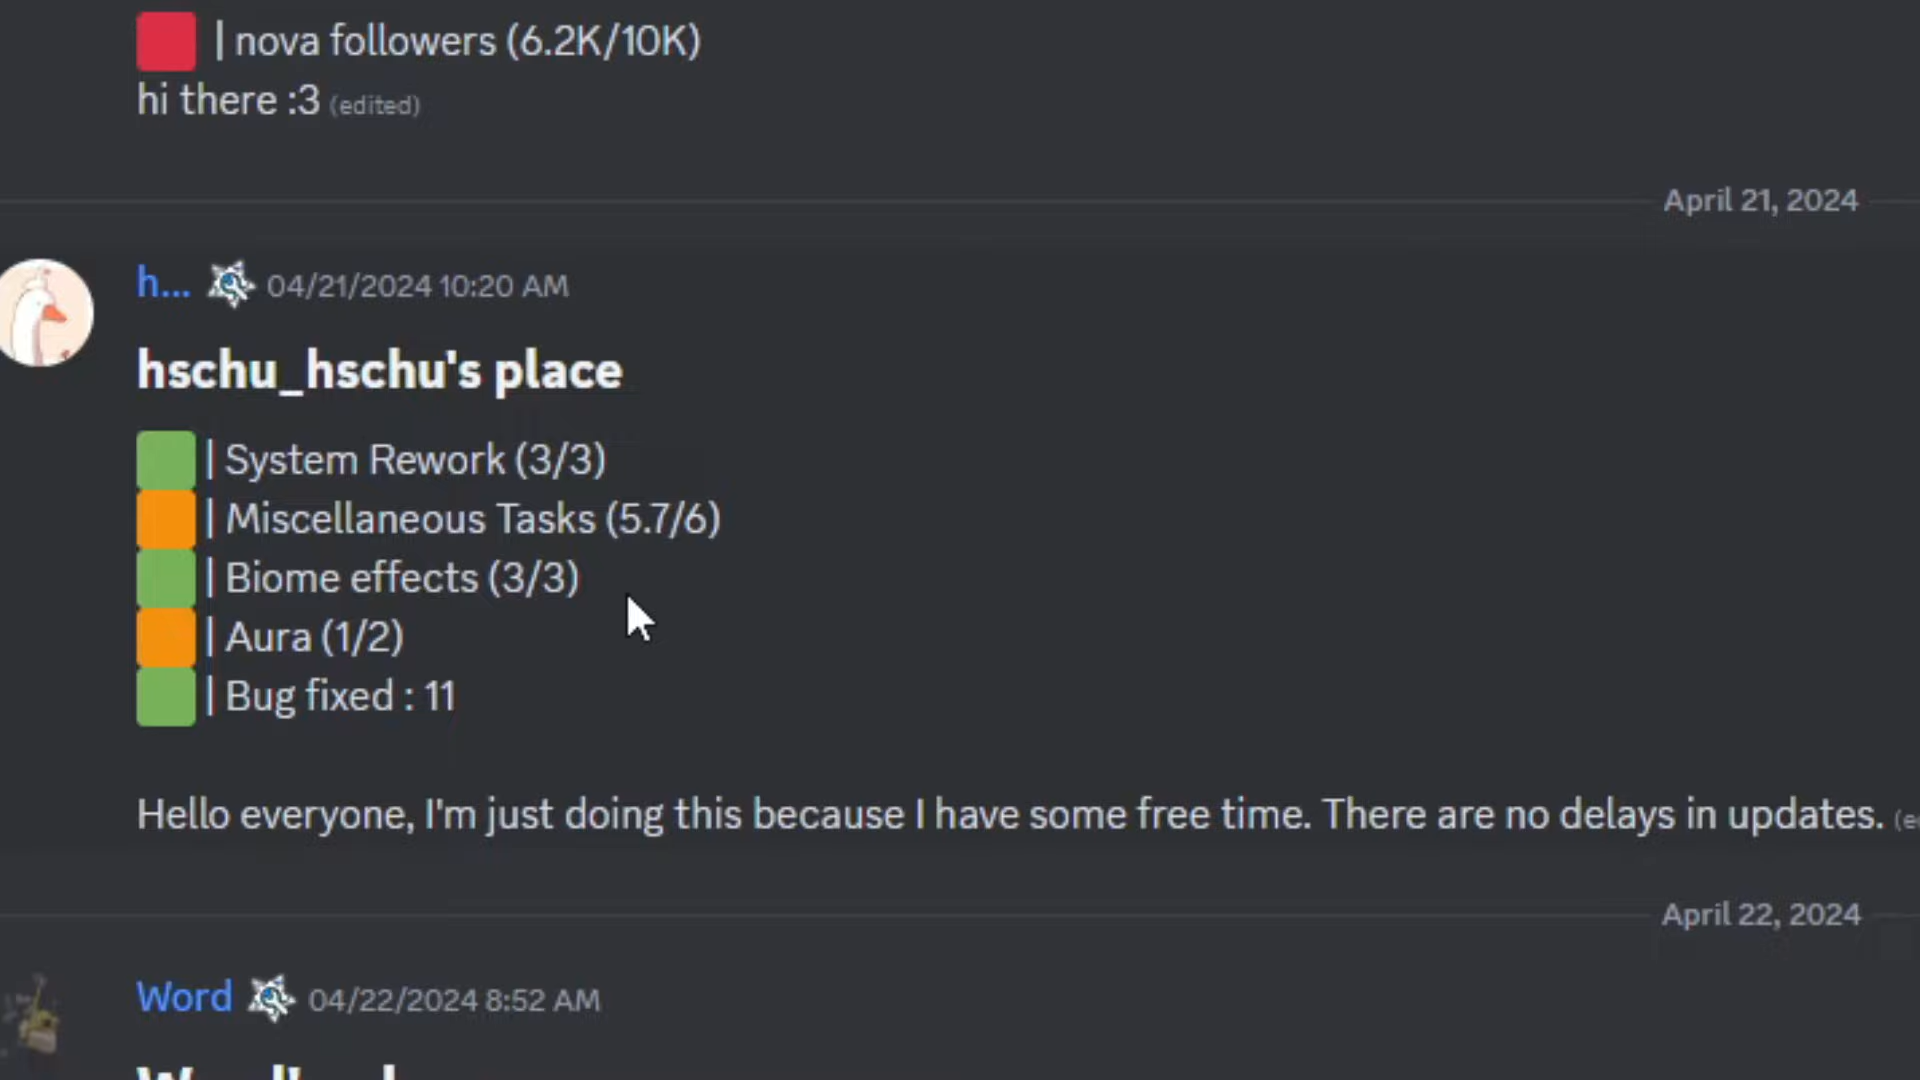 | nova followers (6.2K/10K)
hi there :3 (edited)
April 21, 2024
h... 04/21/2024 10:20 AM
hschu_hschu's place
| System Rework (3/3)
| Miscellaneous Tasks (5.7/6)
| Biome effects (3/3)
| Aura (1/2)
| Bug fixed : 11
Hello everyone, I'm just doing this because I have some free time. There are no delays in updates.
April 22, 2024
Word 04/22/2024 8:52 AM